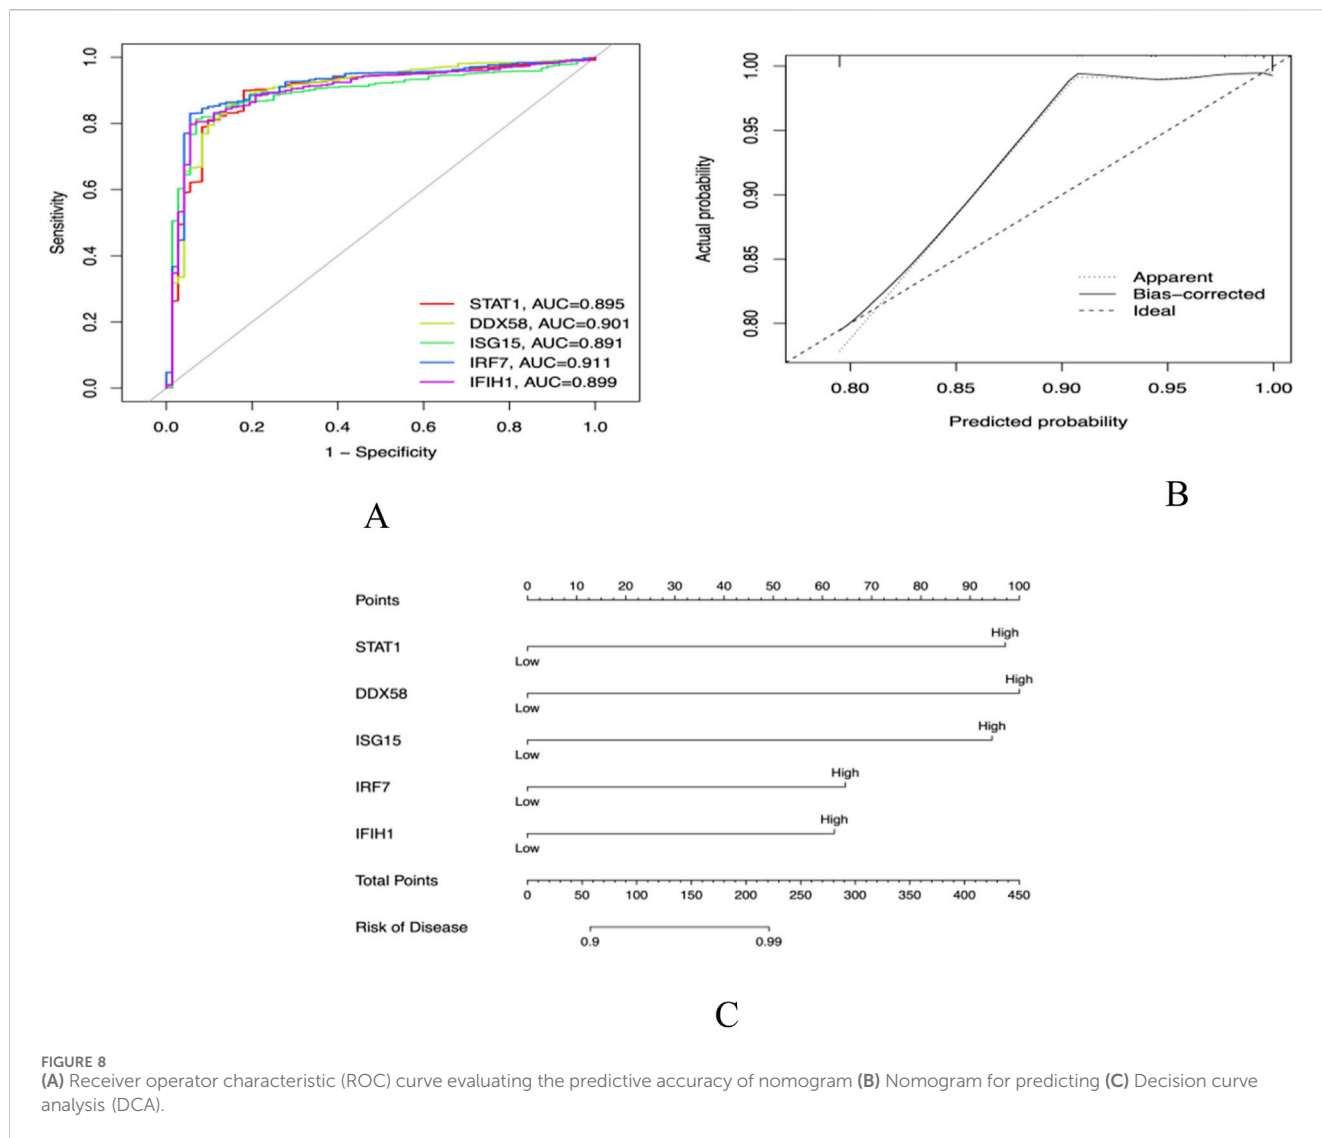 1.0
0.8
0.6
0.4
0.2
0.0
Sensitivity
STAT1, AUC=0.895
DDX58, AUC=0.901
ISG15, AUC=0.891
IRF7, AUC=0.911
IFIH1, AUC=0.899
0.0 0.2 0.4 0.6 0.8 1.0
1 − Specificity
A
1.00
0.95
0.90
0.85
0.80
Actual probability
Apparent
Bias−corrected
Ideal
0.80 0.85 0.90 0.95 1.00
Predicted probability
B
0 10 20 30 40 50 60 70 80 90 100
Points
High
STAT1
Low
High
DDX58
Low
High
ISG15
Low
High
IRF7
Low
High
IFIH1
Low
Total Points
0 50 100 150 200 250 300 350 400 450
Risk of Disease
0.9 0.99
C
FIGURE 8
(A) Receiver operator characteristic (ROC) curve evaluating the predictive accuracy of nomogram (B) Nomogram for predicting (C) Decision curve
analysis (DCA).